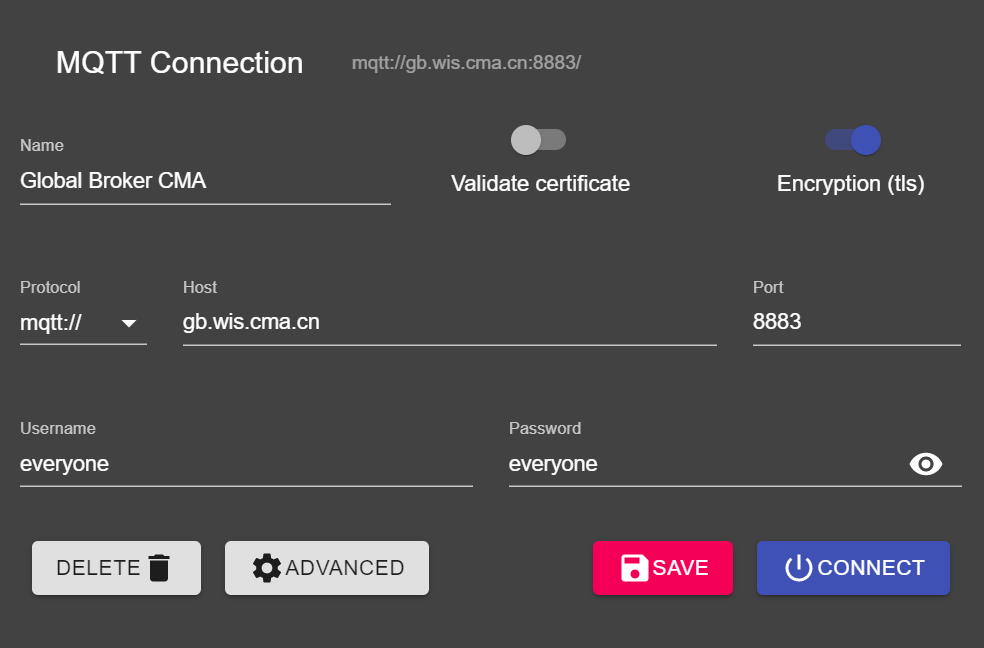 MQTT Connection mqtt://gb.wis.cma.cn:8883/
Name
Global Broker CMA
Validate certificate
Encryption (tls)
Protocol Host Port
mqtt:// gb.wis.cma.cn 8883
Username Password
everyone everyone
DELETE ADVANCED SAVE CONNECT